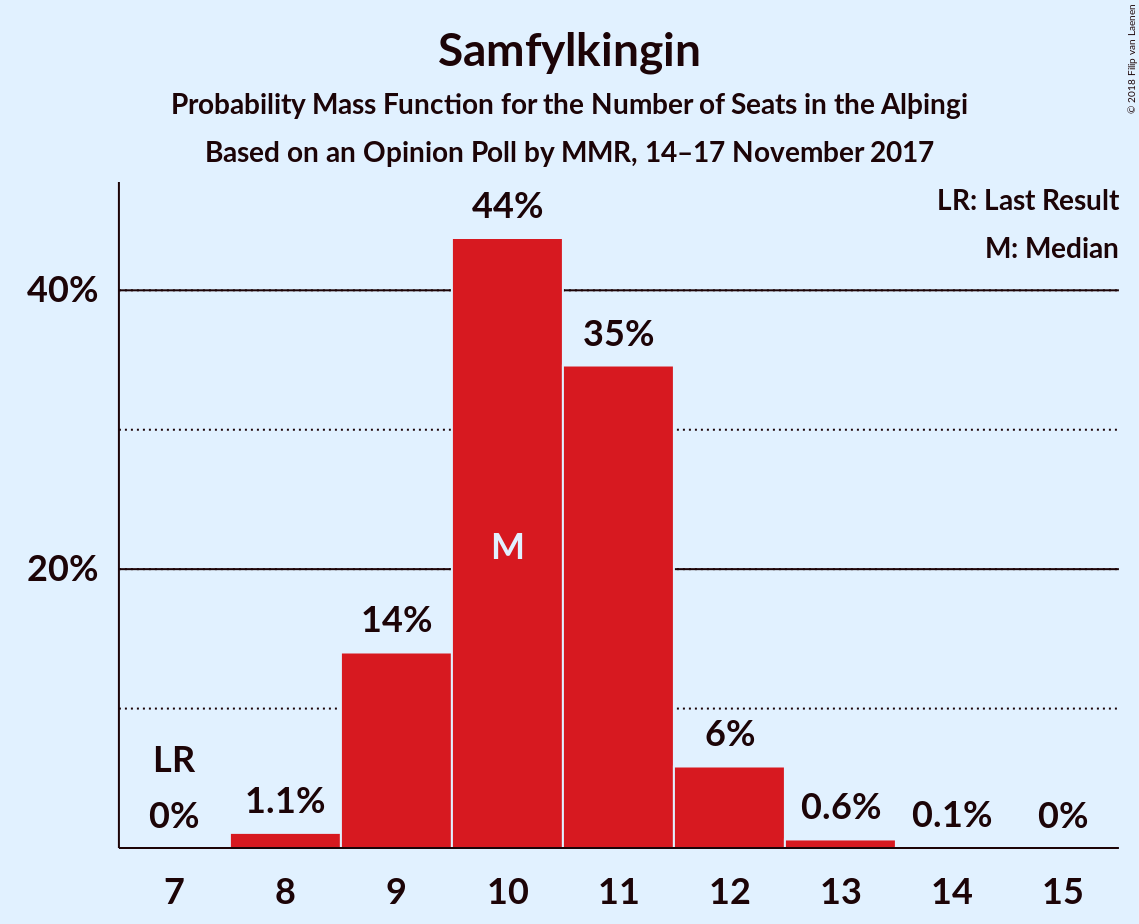 Samfylkingin
Probability Mass Function for the Number of Seats in the Alþingi
Based on an Opinion Poll by MMR, 14–17 November 2017
© 2018 Filip van Laenen
LR: Last Result
M: Median
40%
20%
LR
0%
1.1%
14%
44%
M
35%
6%
0.6%
0.1%
0%
7 8 9 10 11 12 13 14 15